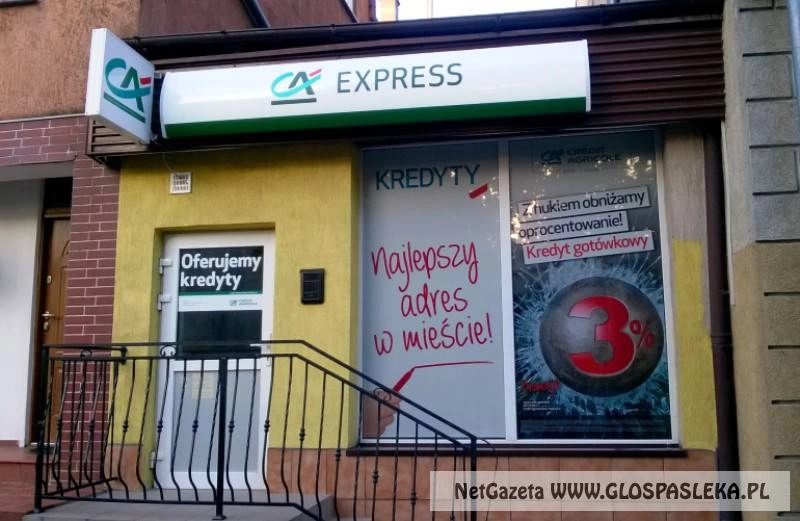 CA
CA EXPRESS
KREDYTY
Najlepszy
adres
w mieście!
CA CRÉDIT
AGRICOLE
Z hukiem obniżamy
oprocentowanie!
Kredyt gotówkowy
3%
Oferujemy
kredyty
NetGazeta WWW.GLOSPASLEKA.PL